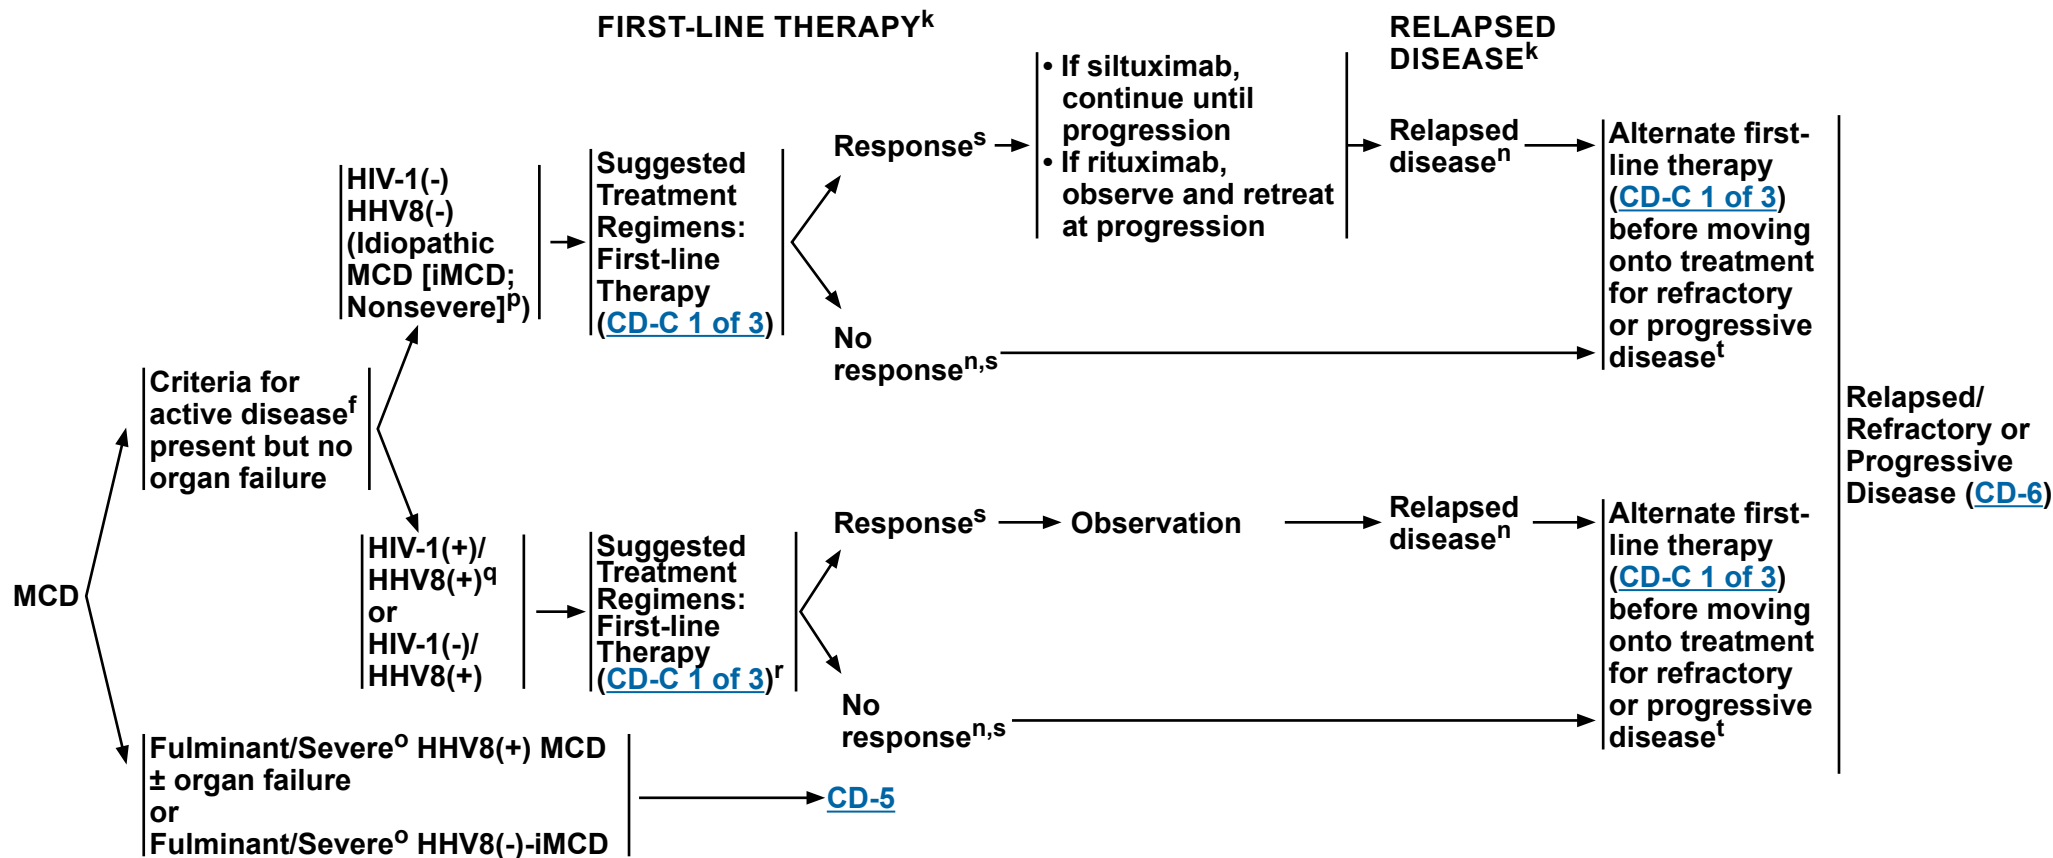 FIRST-LINE THERAPYk
RELAPSED
DISEASEk
MCD
Criteria for
active diseasef
present but no
organ failure
HIV-1(-)
HHV8(-)
(Idiopathic
MCD [iMCD;
Nonsevere]p)
Suggested
Treatment
Regimens:
First-line
Therapy
(CD-C 1 of 3)
Responses
• If siltuximab,
continue until
progression
• If rituximab,
observe and retreat
at progression
Relapsed
diseasen
Alternate first-
line therapy
(CD-C 1 of 3)
before moving
onto treatment
for refractory
or progressive
diseaset
No
responsen,s
HIV-1(+)/
HHV8(+)q
or
HIV-1(-)/
HHV8(+)
Suggested
Treatment
Regimens:
First-line
Therapy
(CD-C 1 of 3)r
Responses
Observation
Relapsed
diseasen
Alternate first-
line therapy
(CD-C 1 of 3)
before moving
onto treatment
for refractory
or progressive
diseaset
No
responsen,s
Relapsed/
Refractory or
Progressive
Disease (CD-6)
Fulminant/Severeo HHV8(+) MCD
± organ failure
or
Fulminant/Severeo HHV8(-)-iMCD
CD-5